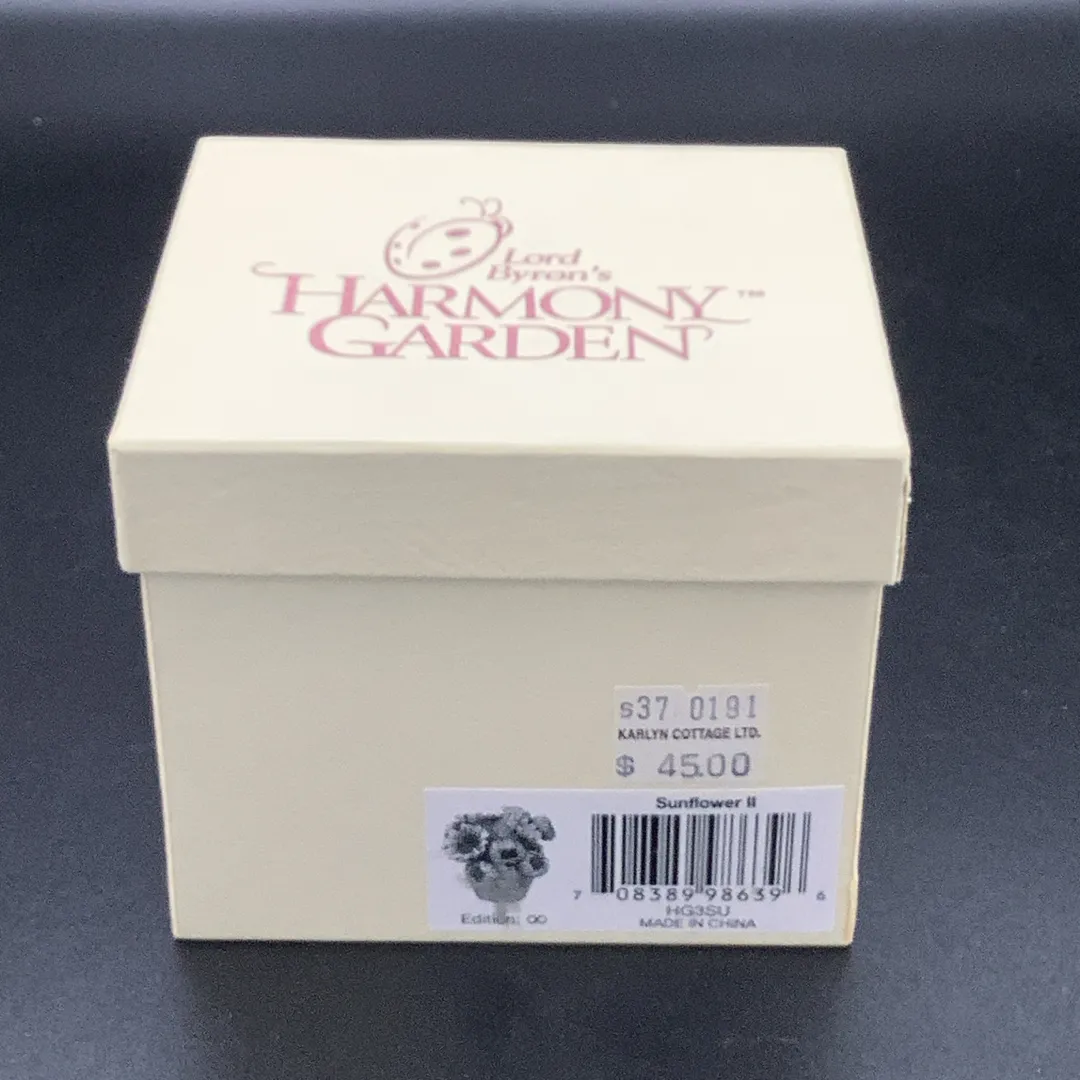 Lord
Byron's
HARMONY™
GARDEN
s37 0191
KARLYN COTTAGE LTD.
$ 45.00
Sunflower II
7 08389 98639 6
Edition: 00
HG3SU
MADE IN CHINA